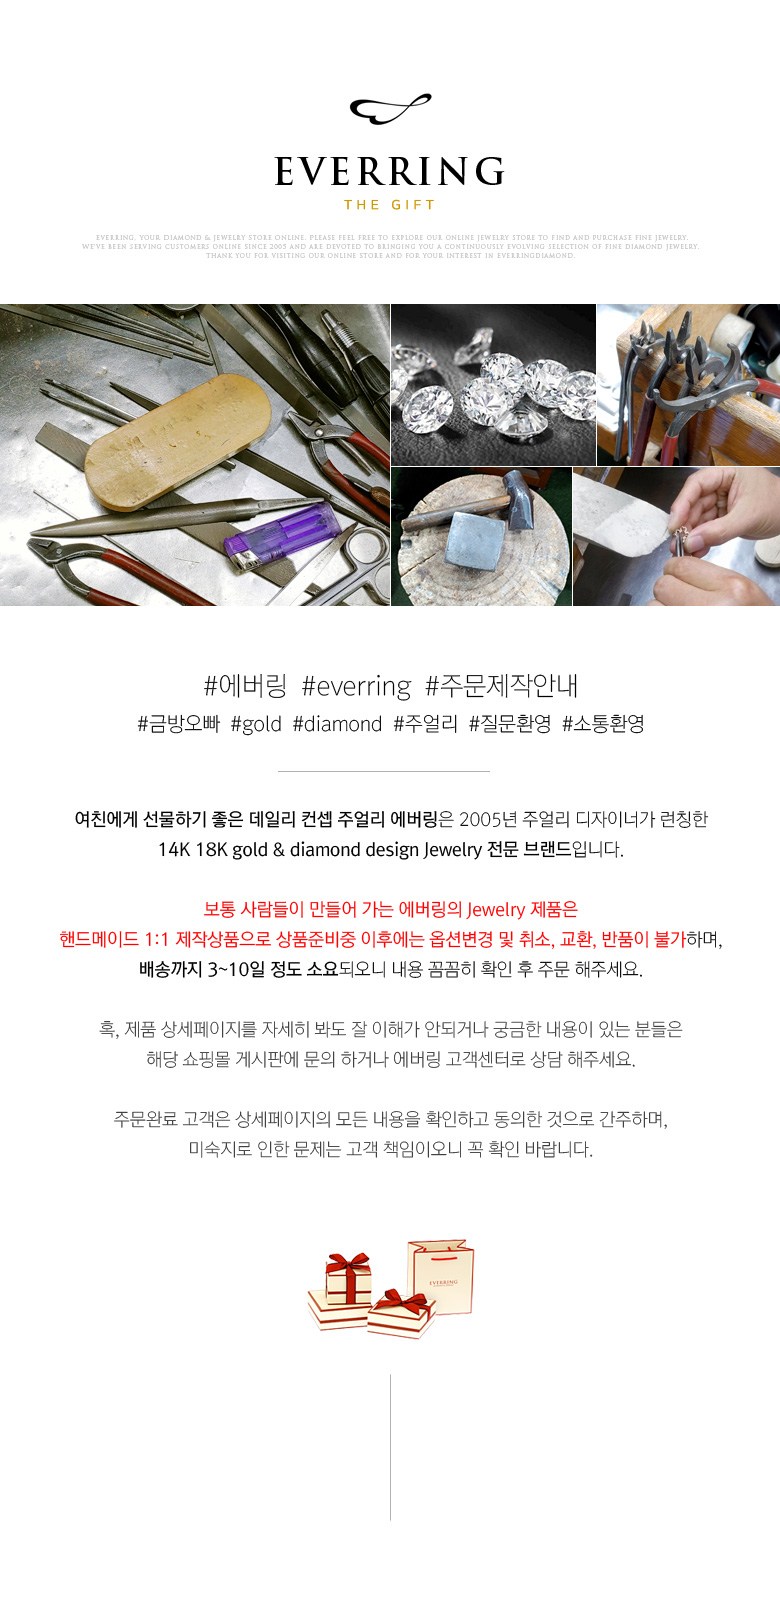 EVERRING
THE GIFT
EVERRING, YOUR DIAMOND & JEWELRY STORE ONLINE. PLEASE FEEL FREE TO EXPLORE OUR ONLINE JEWELRY STORE TO FIND AND PURCHASE FINE JEWELRY.
WE'VE BEEN SERVING CUSTOMERS ONLINE SINCE 2005 AND ARE DEVOTED TO BRINGING YOU A CONTINUOUSLY EVOLVING SELECTION OF FINE DIAMOND JEWELRY.
THANK YOU FOR VISITING OUR ONLINE STORE AND FOR YOUR INTEREST IN EVERRINGDIAMOND.
#에버링 #everring #주문제작안내
#금방오빠 #gold #diamond #주얼리 #질문환영 #소통환영
여친에게 선물하기 좋은 데일리 컨셉 주얼리 에버링은 2005년 주얼리 디자이너가 런칭한
14K 18K gold & diamond design Jewelry 전문 브랜드입니다.
보통 사람들이 만들어 가는 에버링의 Jewelry 제품은
핸드메이드 1:1 제작상품으로 상품준비중 이후에는 옵션변경 및 취소, 교환, 반품이 불가하며,
배송까지 3~10일 정도 소요되오니 내용 꼼꼼히 확인 후 주문 해주세요.
혹, 제품 상세페이지를 자세히 봐도 잘 이해가 안되거나 궁금한 내용이 있는 분들은
해당 쇼핑몰 게시판에 문의 하거나 에버링 고객센터로 상담 해주세요.
주문완료 고객은 상세페이지의 모든 내용을 확인하고 동의한 것으로 간주하며,
미숙지로 인한 문제는 고객 책임이오니 꼭 확인 바랍니다.
EVERRING